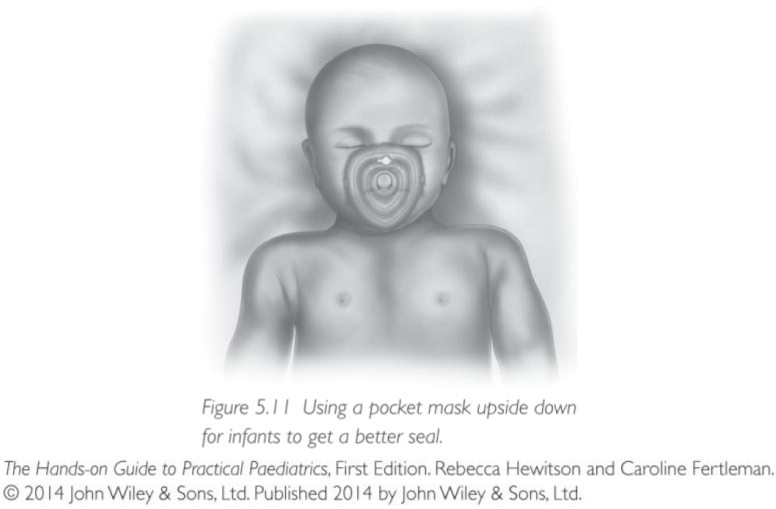 Figure 5.11 Using a pocket mask upside down
for infants to get a better seal.
The Hands-on Guide to Practical Paediatrics, First Edition. Rebecca Hewitson and Caroline Fertleman.
© 2014 John Wiley & Sons, Ltd. Published 2014 by John Wiley & Sons, Ltd.